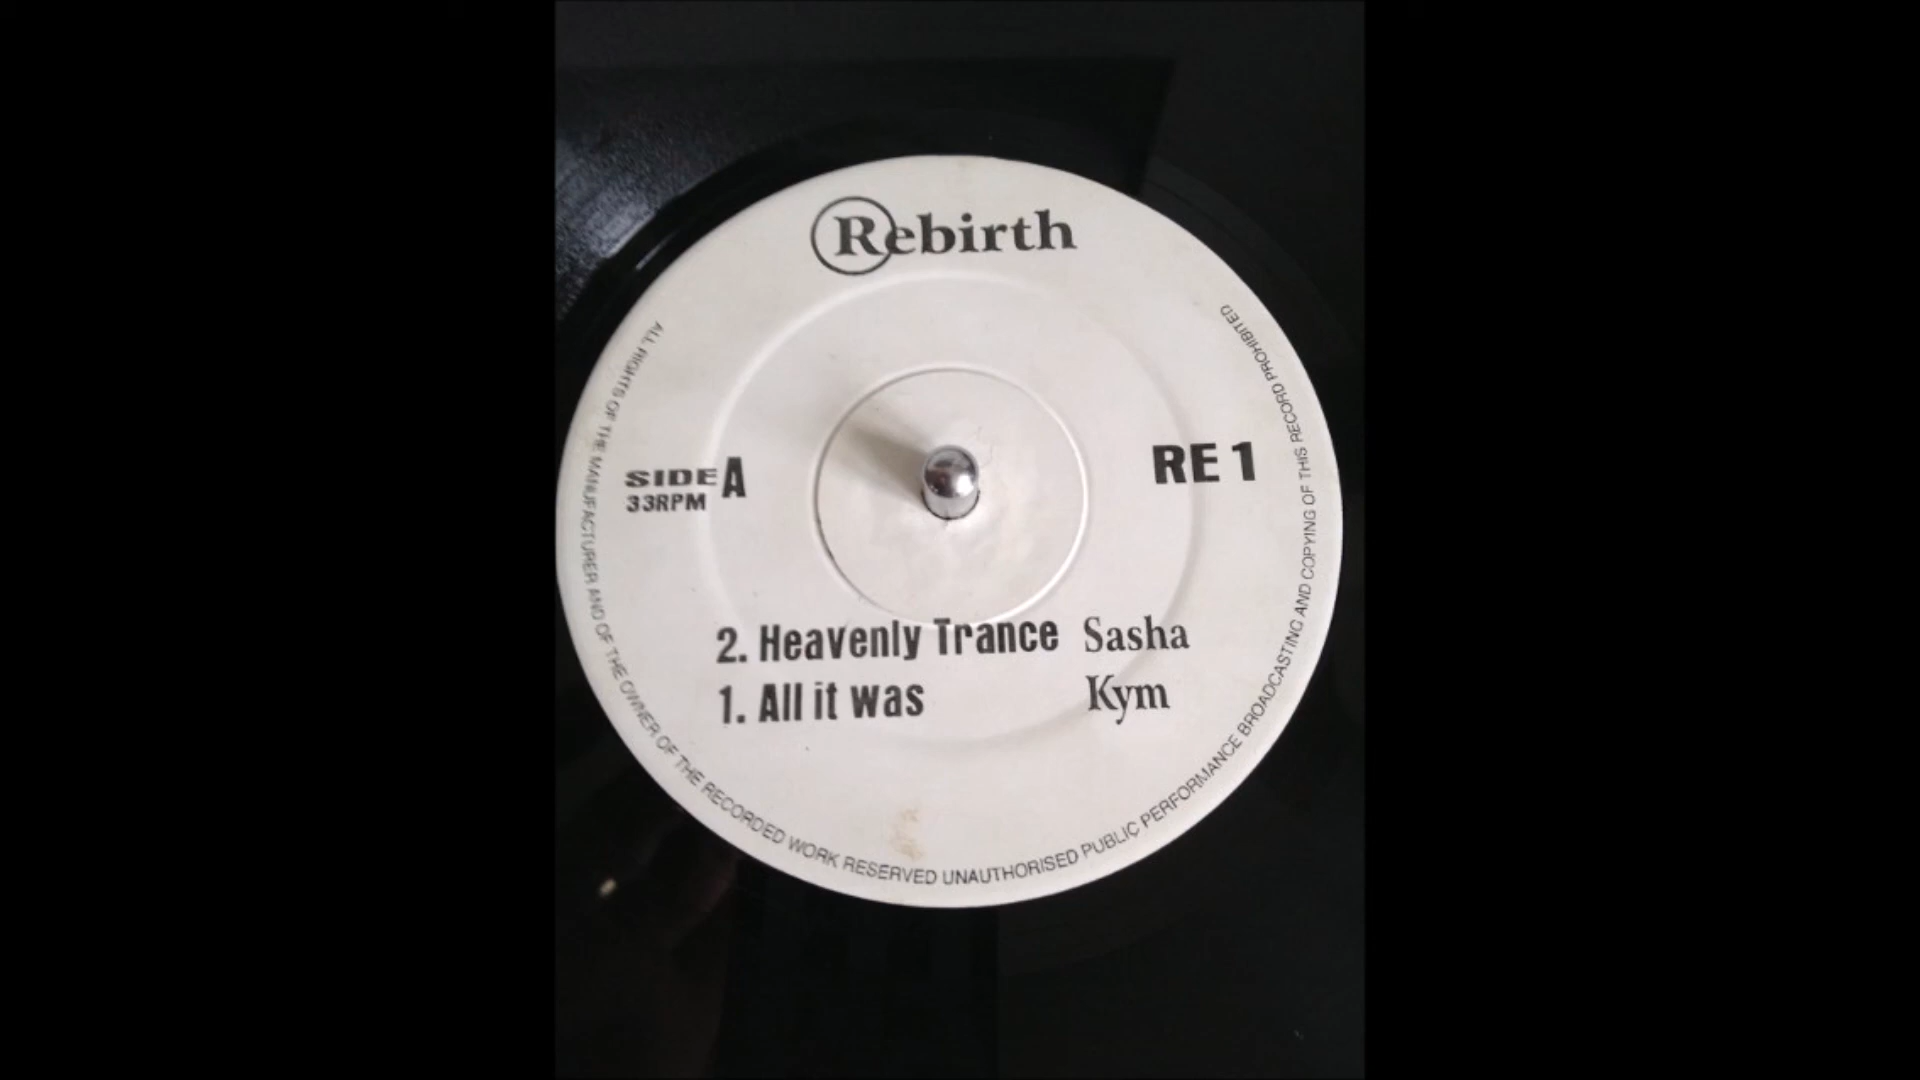 Rebirth
SIDE A
33RPM
RE 1
2. Heavenly Trance Sasha
1. All it was Kym
ALL RIGHTS OF THE MANUFACTURER AND OF THE OWNER OF THE RECORDED WORK RESERVED UNAUTHORISED PUBLIC PERFORMANCE BROADCASTING AND COPYING OF THIS RECORD PROHIBITED